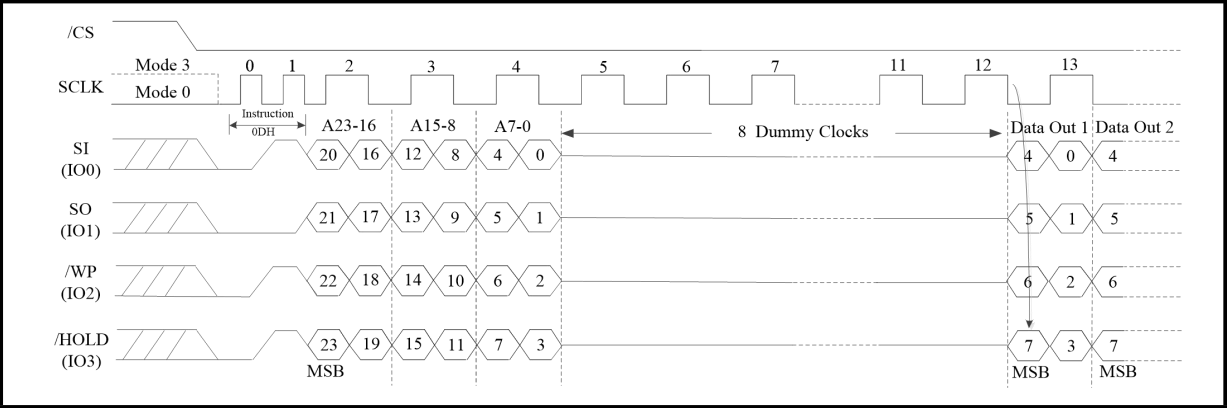 /CS
Mode 3 0 1 2 3 4 5 6 7 11 12 13
SCLK
Mode 0
Instruction
0DH
A23-16 A15-8 A7-0 8 Dummy Clocks Data Out 1 Data Out 2
SI
(IO0)
20 16 12 8 4 0 4 0 4
SO
(IO1)
21 17 13 9 5 1 5 1 5
/WP
(IO2)
22 18 14 10 6 2 6 2 6
/HOLD
(IO3)
23 19 15 11 7 3 7 3 7
MSB MSB MSB